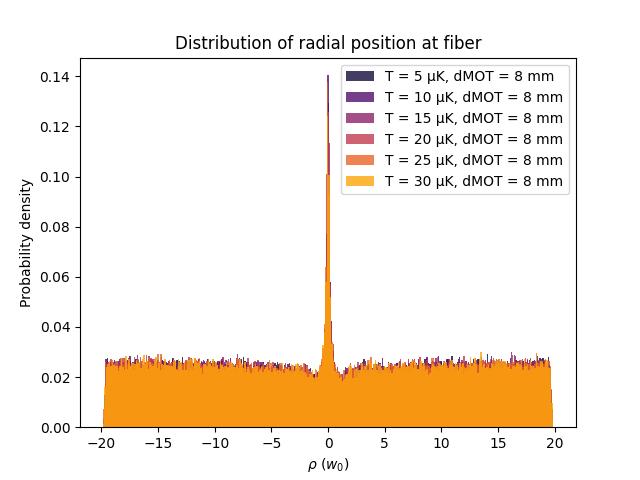 Distribution of radial position at fiber
Probability density
0.14
0.12
0.10
0.08
0.06
0.04
0.02
0.00
T = 5 μK, dMOT = 8 mm
T = 10 μK, dMOT = 8 mm
T = 15 μK, dMOT = 8 mm
T = 20 μK, dMOT = 8 mm
T = 25 μK, dMOT = 8 mm
T = 30 μK, dMOT = 8 mm
−20 −15 −10 −5 0 5 10 15 20
ρ (w₀)